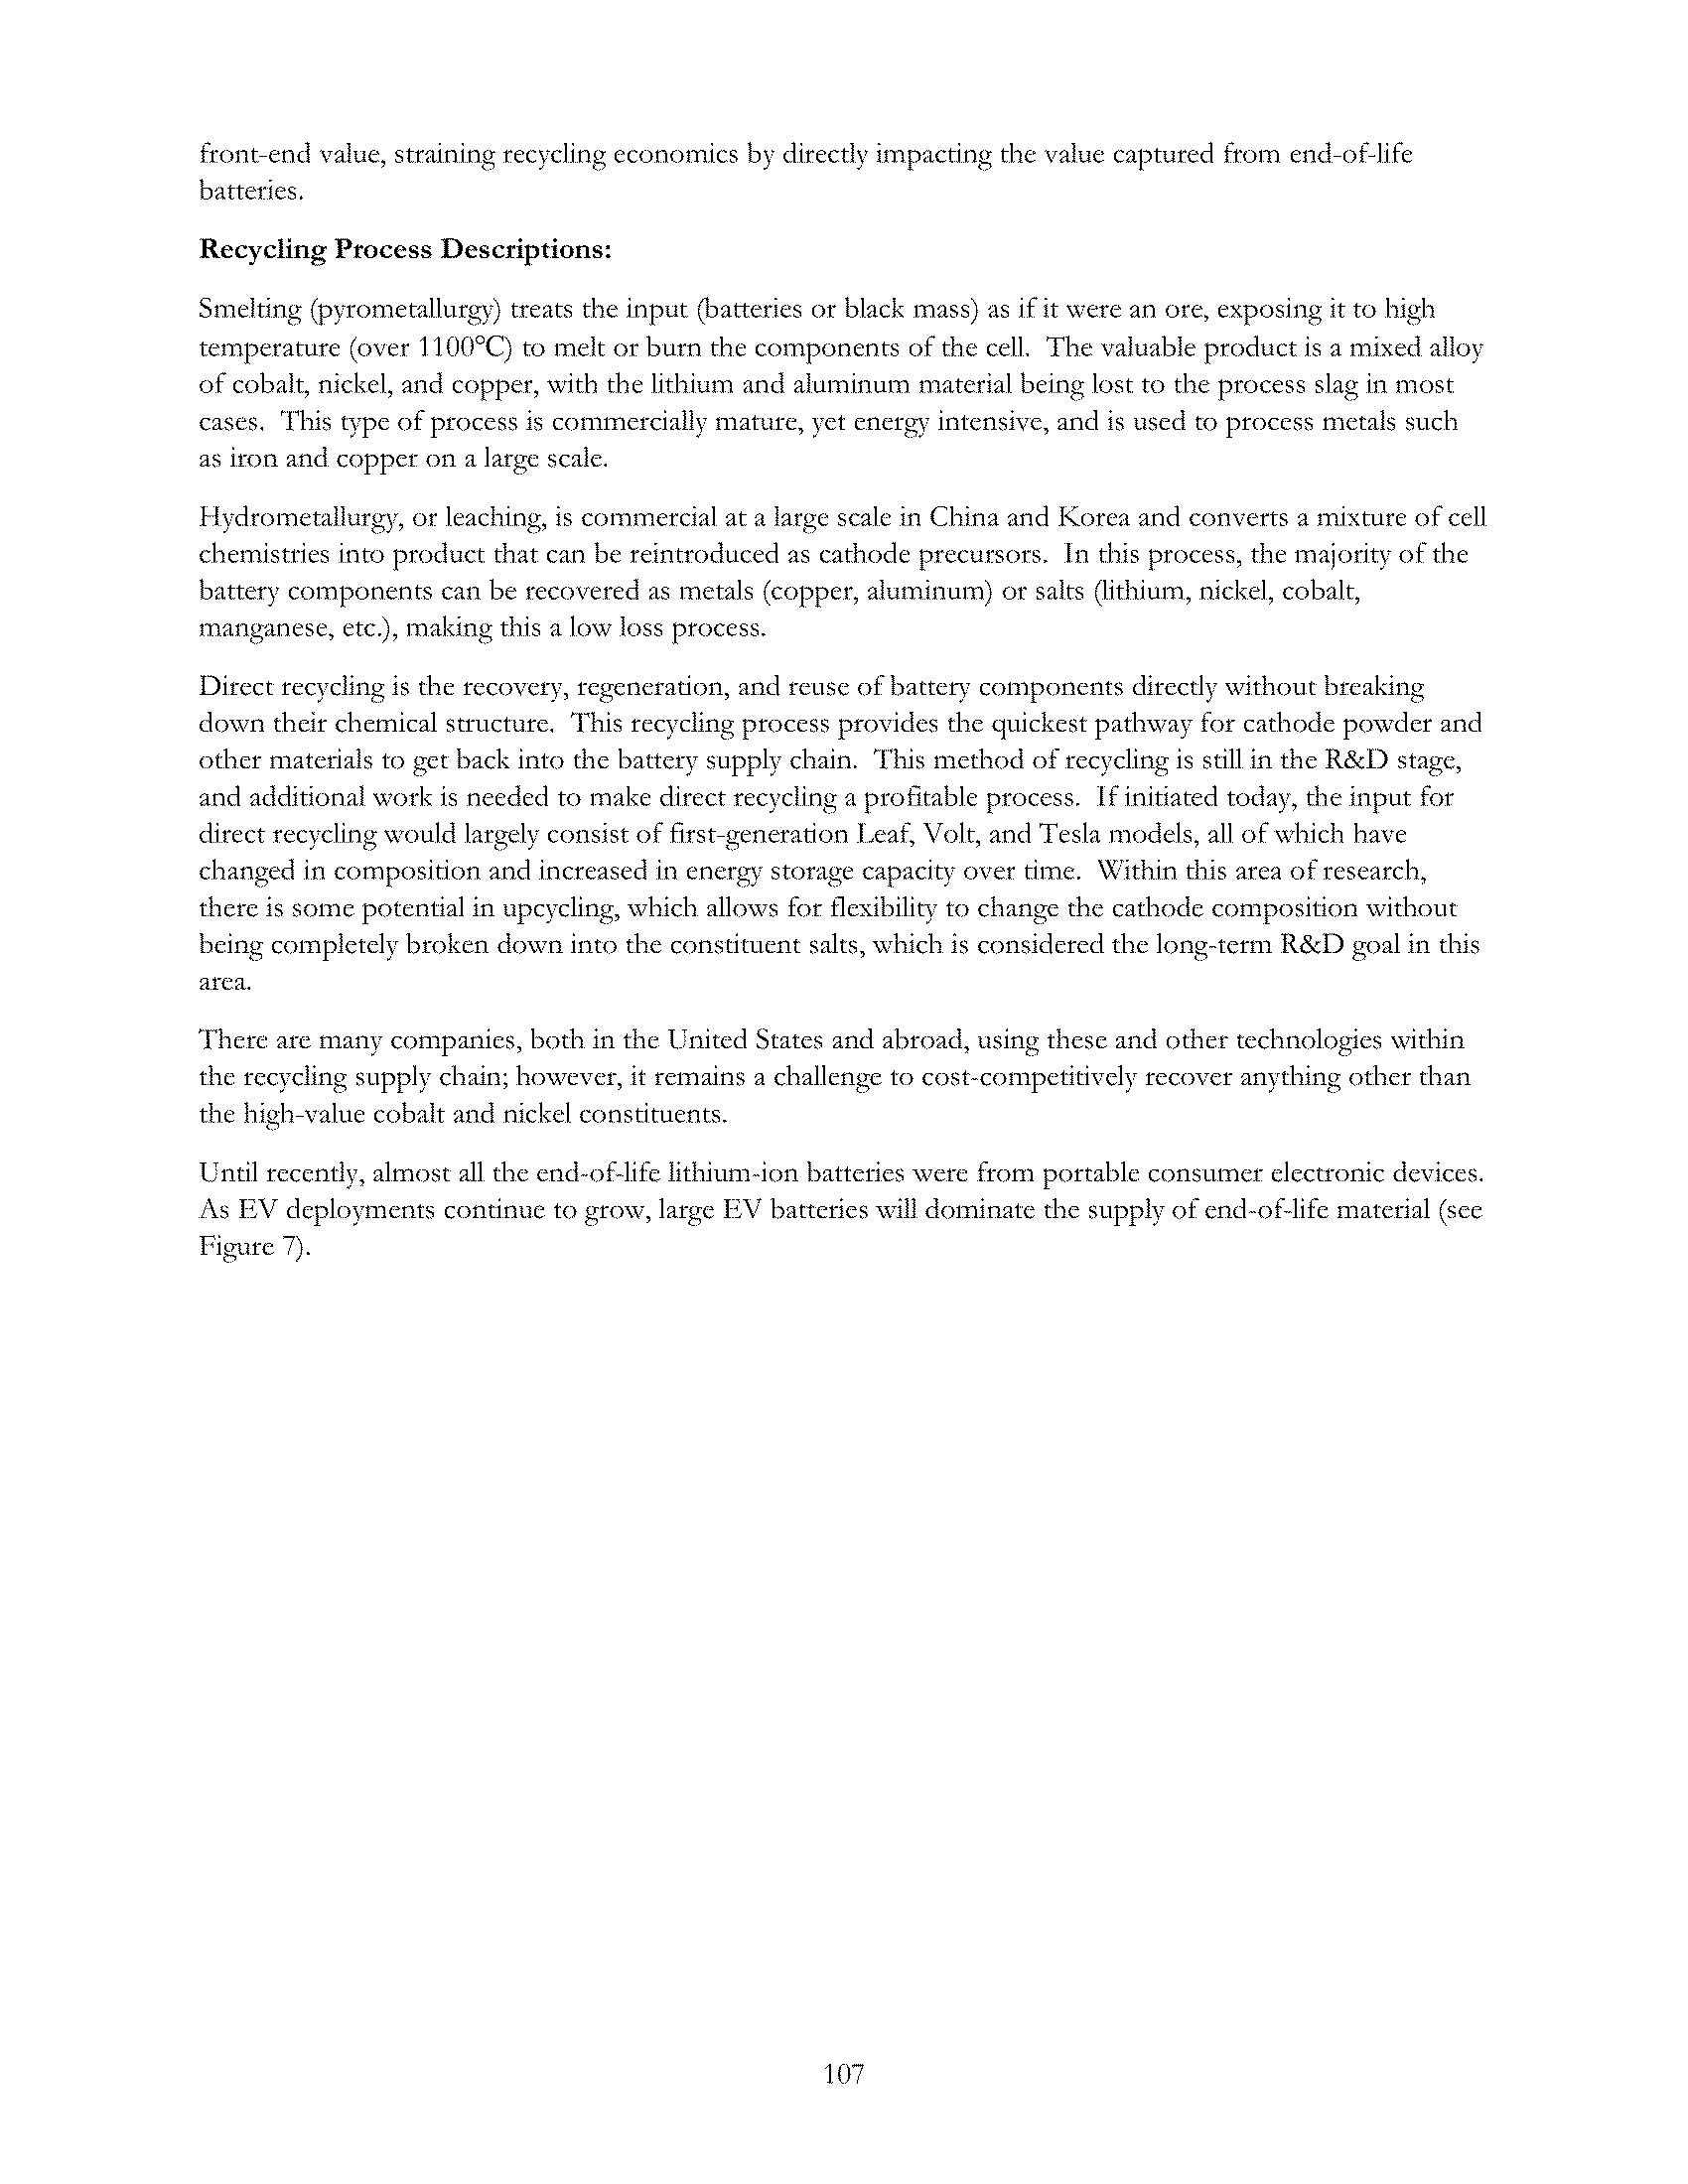 front-end value, straining recycling economics by directly impacting the value captured from end-of-life
batteries.
Recycling Process Descriptions:
Smelting (pyrometallurgy) treats the input (batteries or black mass) as if it were an ore, exposing it to high
temperature (over 1100°C) to melt or burn the components of the cell.  The valuable product is a mixed alloy
of cobalt, nickel, and copper, with the lithium and aluminum material being lost to the process slag in most
cases.  This type of process is commercially mature, yet energy intensive, and is used to process metals such
as iron and copper on a large scale.
Hydrometallurgy, or leaching, is commercial at a large scale in China and Korea and converts a mixture of cell
chemistries into product that can be reintroduced as cathode precursors.  In this process, the majority of the
battery components can be recovered as metals (copper, aluminum) or salts (lithium, nickel, cobalt,
manganese, etc.), making this a low loss process.
Direct recycling is the recovery, regeneration, and reuse of battery components directly without breaking
down their chemical structure.  This recycling process provides the quickest pathway for cathode powder and
other materials to get back into the battery supply chain.  This method of recycling is still in the R&D stage,
and additional work is needed to make direct recycling a profitable process.  If initiated today, the input for
direct recycling would largely consist of first-generation Leaf, Volt, and Tesla models, all of which have
changed in composition and increased in energy storage capacity over time.  Within this area of research,
there is some potential in upcycling, which allows for flexibility to change the cathode composition without
being completely broken down into the constituent salts, which is considered the long-term R&D goal in this
area.
There are many companies, both in the United States and abroad, using these and other technologies within
the recycling supply chain; however, it remains a challenge to cost-competitively recover anything other than
the high-value cobalt and nickel constituents.
Until recently, almost all the end-of-life lithium-ion batteries were from portable consumer electronic devices.
As EV deployments continue to grow, large EV batteries will dominate the supply of end-of-life material (see
Figure 7).
107